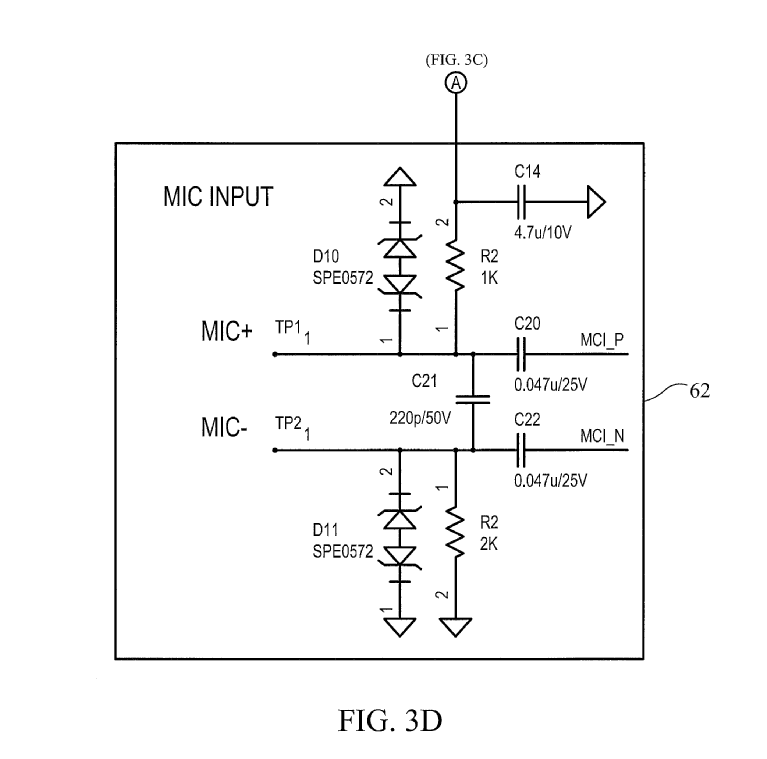 (FIG. 3C)
A
MIC INPUT
C14
4.7u/10V
2
2
D10
SPE0572
R2
1K
1
1
MIC+
TP1
1
C20
MCI_P
0.047u/25V
C21
220p/50V
62
MIC-
TP2
1
C22
MCI_N
0.047u/25V
2
1
D11
SPE0572
R2
2K
1
2
FIG. 3D